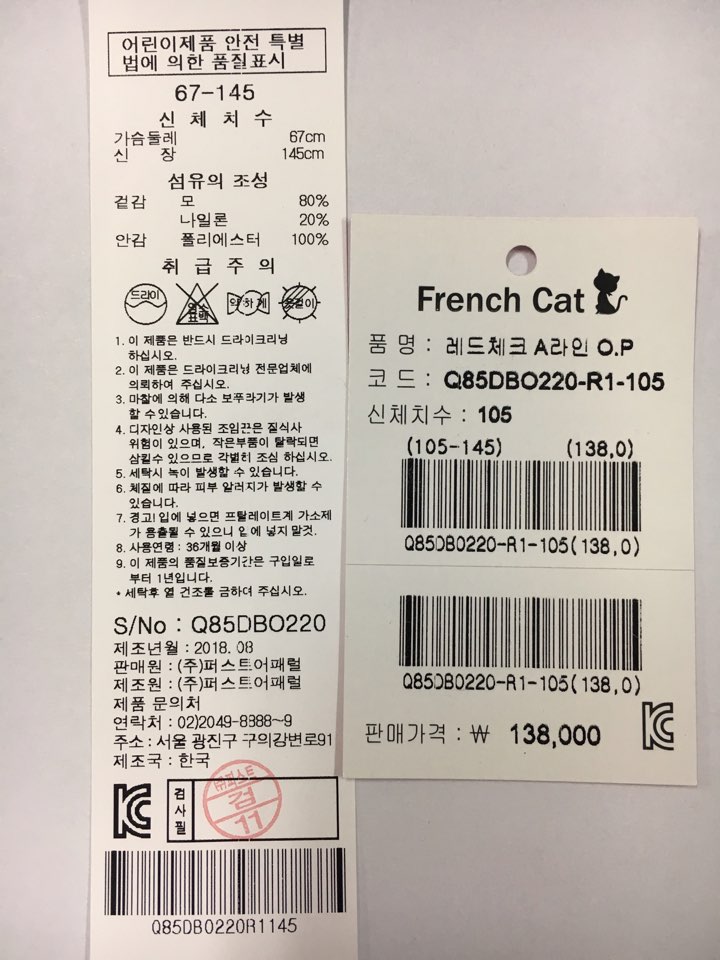 어린이제품 안전 특별
법에 의한 품질표시
67-145
신 체 치 수
가슴둘레 67cm
신 장 145cm
섬유의 조성
겉감 모 80%
나일론 20%
안감 폴리에스터 100%
취 급 주 의
드라이 염소표백 약하게 옷걸이
1. 이 제품은 반드시 드라이크리닝
하십시오.
2. 이 제품은 드라이크리닝 전문업체에
의뢰하여 주십시오.
3. 마찰에 의해 다소 보푸라기가 발생
할 수 있습니다.
4. 디자인상 사용된 조임끈은 질식사
위험이 있으며, 작은부품이 탈락되면
삼킬수 있으므로 각별히 조심 하십시오.
5. 세탁시 녹이 발생할 수 있습니다.
6. 체질에 따라 피부 알러지가 발생할 수
있습니다.
7. 경고! 입에 넣으면 프탈레이트계 가소제
가 용출될 수 있으니 입에 넣지 말것.
8. 사용연령 : 36개월 이상
9. 이 제품의 품질보증기간은 구입일로
부터 1년입니다.
* 세탁후 열 건조를 금하여 주십시오.
S/No : Q85DBO220
제조년월 : 2018. 08
판매원 : (주)퍼스트어패럴
제조원 : (주)퍼스트어패럴
제품 문의처
연락처 : 02)2049-8888~9
주소 : 서울 광진구 구의강변로91
제조국 : 한국
KC
검사필
㈜퍼스트
검
11
Q85DBO220R1145
French Cat
품 명 : 레드체크 A라인 O.P
코 드 : Q85DBO220-R1-105
신체치수 : 105
(105-145) (138,0)
Q85DBO220-R1-105(138,0)
Q85DBO220-R1-105(138,0)
판매가격 : ₩ 138,000
KC